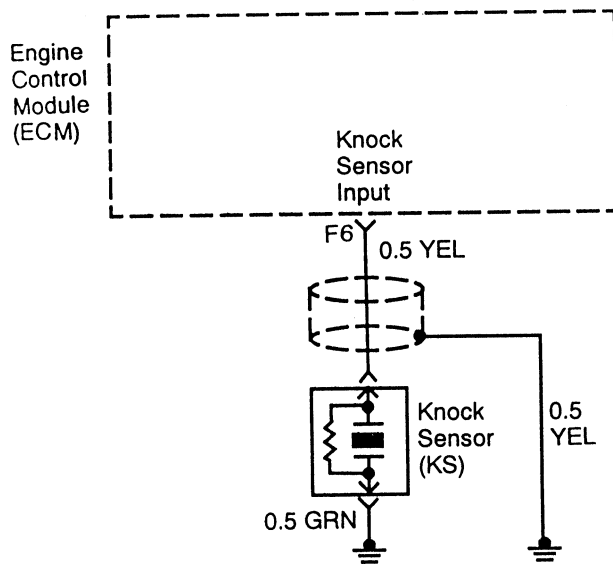 Engine
Control
Module
(ECM)
Knock
Sensor
Input
F6
0.5 YEL
Knock
Sensor
(KS)
0.5
YEL
0.5 GRN